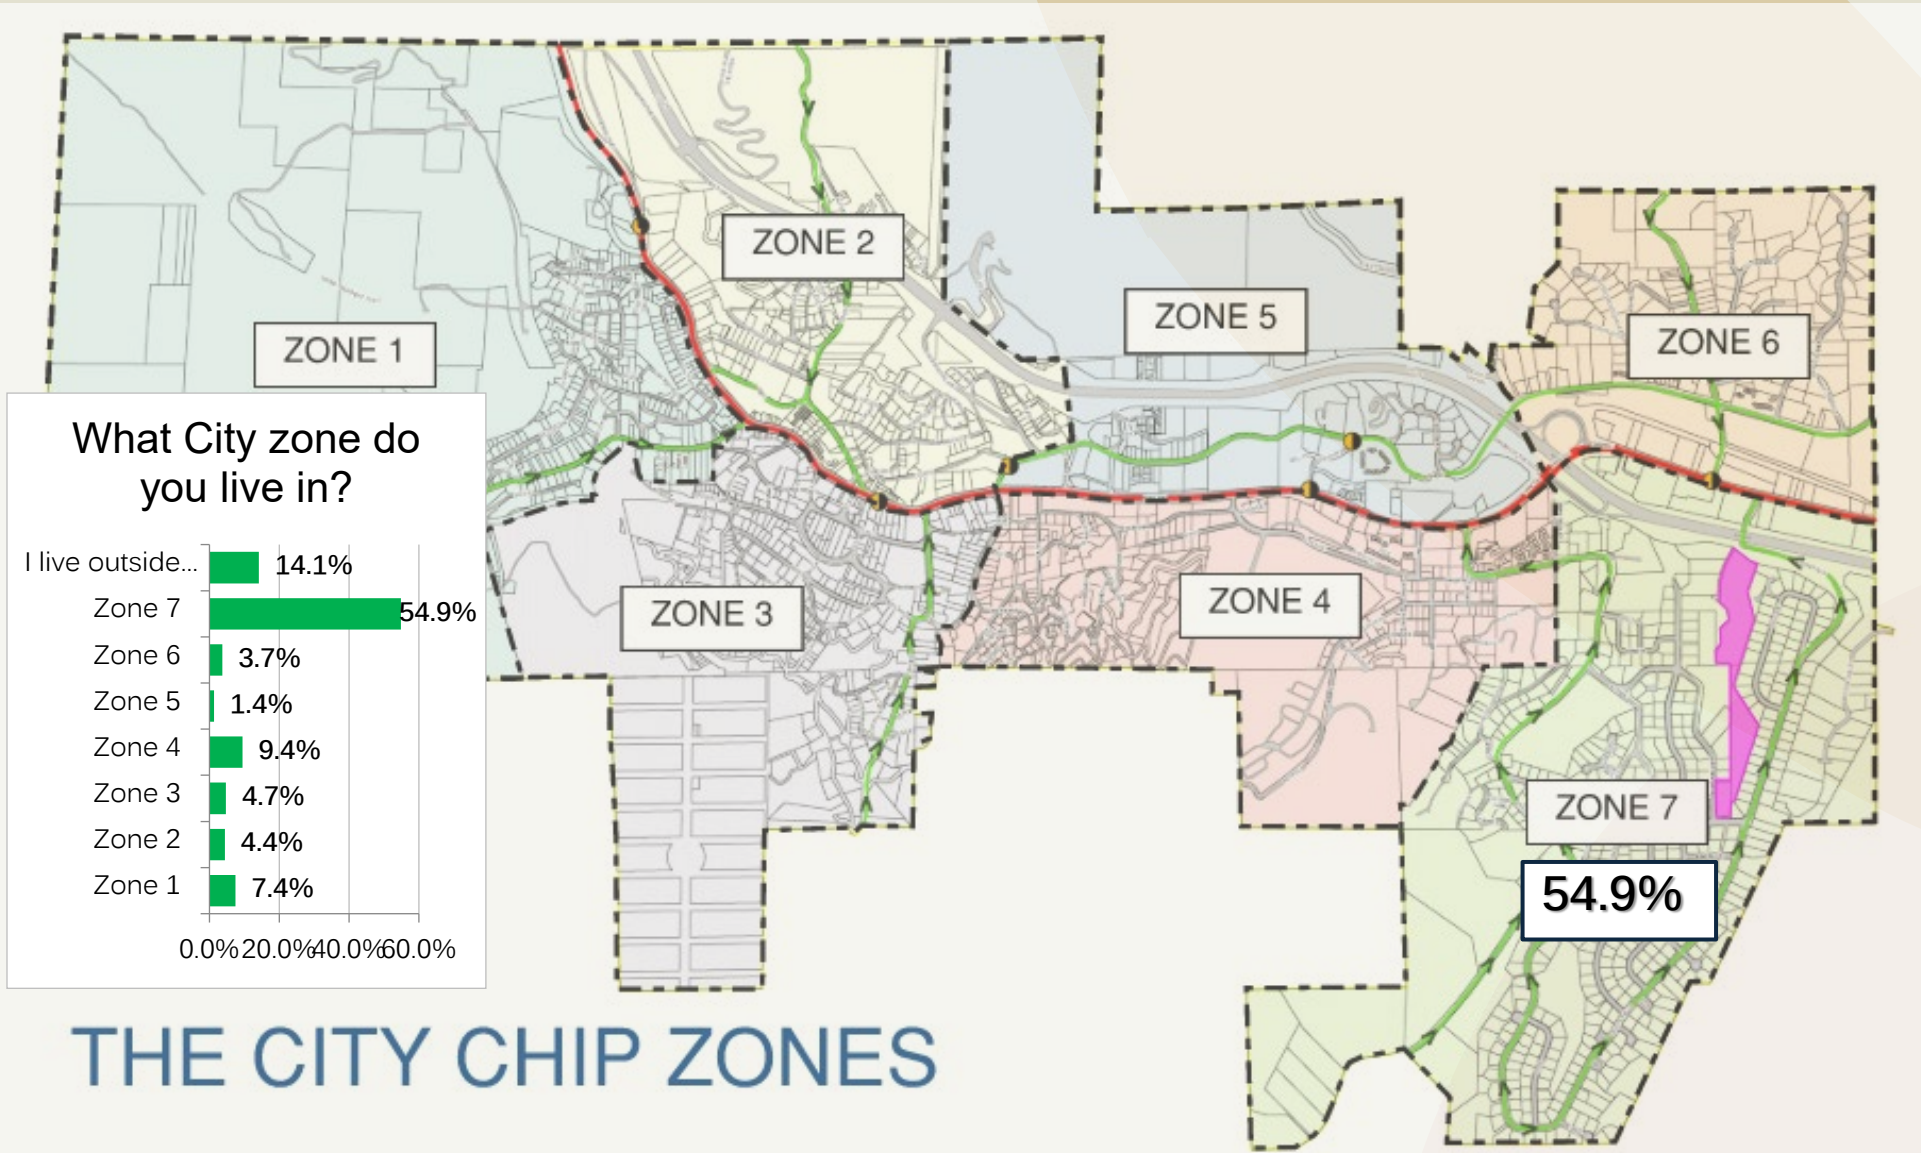 ZONE 1
ZONE 2
ZONE 5
ZONE 6
ZONE 3
ZONE 4
ZONE 7
54.9%
What City zone do
you live in?
I live outside... 14.1%
Zone 7 54.9%
Zone 6 3.7%
Zone 5 1.4%
Zone 4 9.4%
Zone 3 4.7%
Zone 2 4.4%
Zone 1 7.4%
0.0% 20.0% 40.0% 60.0%
THE CITY CHIP ZONES